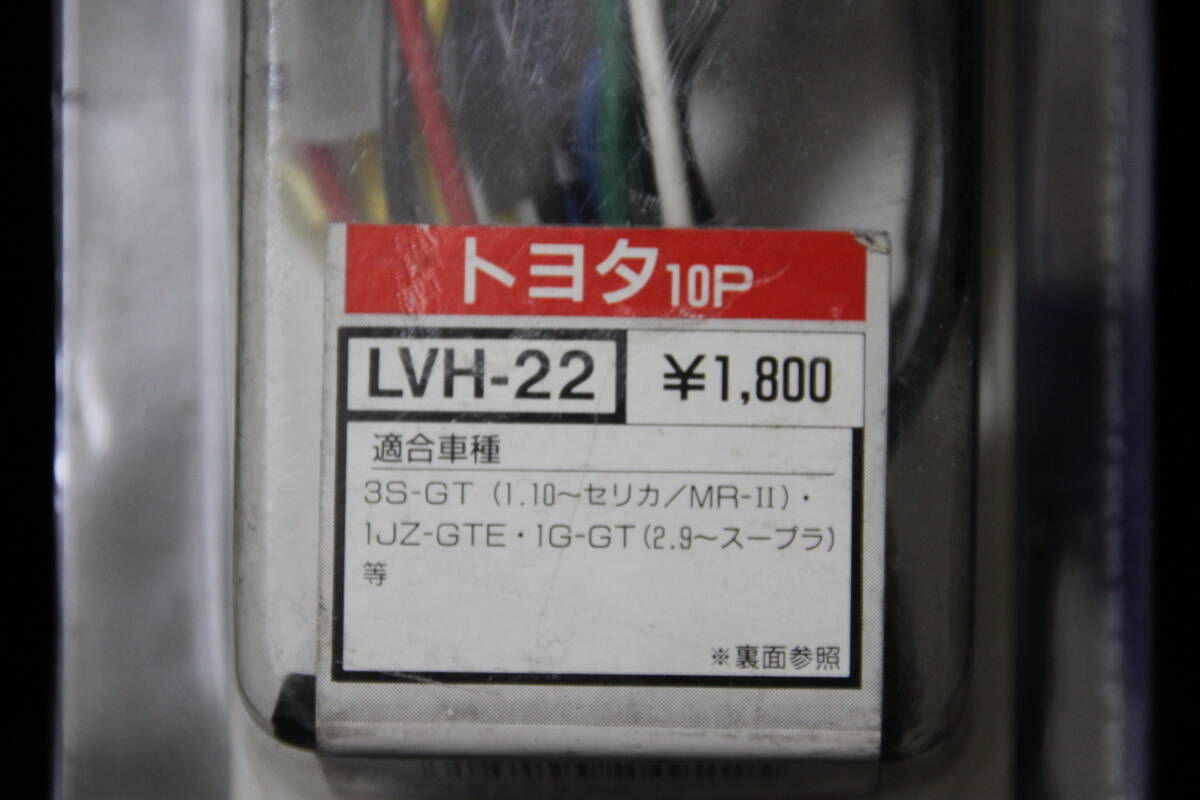 トヨタ10P
LVH-22
¥1,800
適合車種
3S-GT (1.10〜セリカ/MR-II)・
1JZ-GTE・1G-GT(2.9〜スープラ)
等
※裏面参照